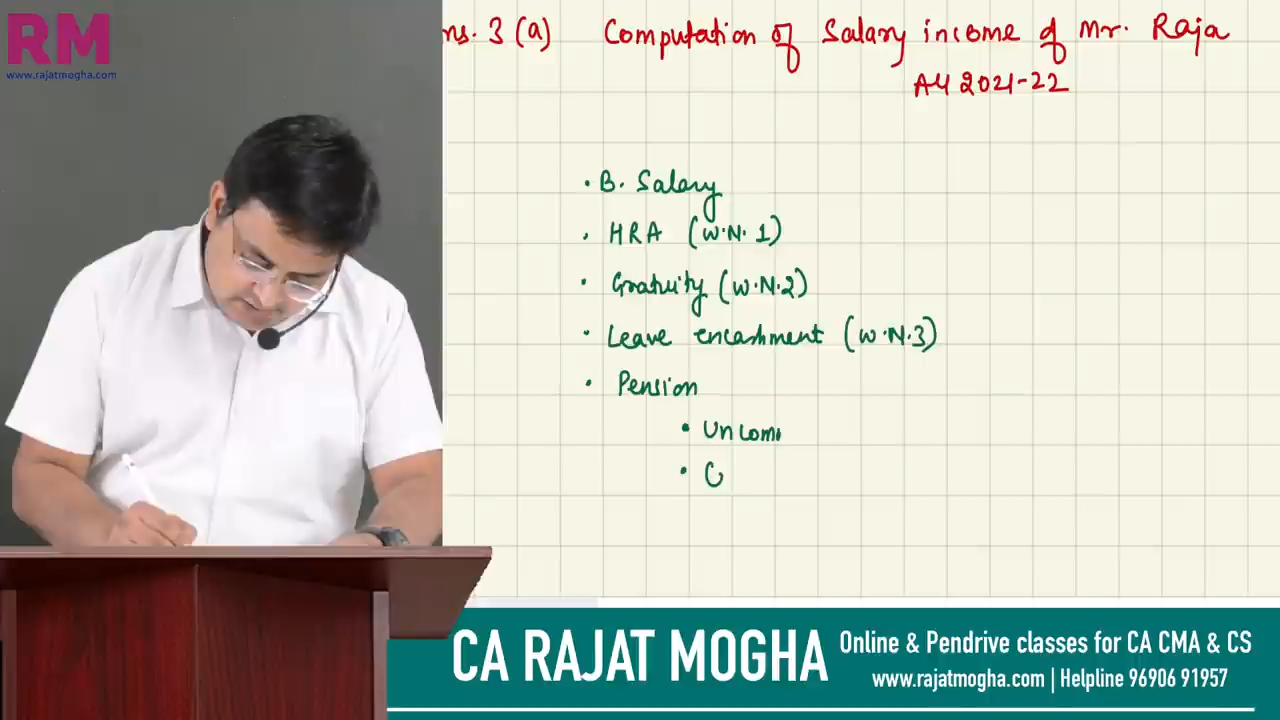 RM
www.rajatmogha.com
ns. 3 (a) Computation of Salary income of Mr. Raja
AY 2021-22
• B. Salary
• HRA (W.N. 1)
• Gratuity (W.N.2)
• Leave encashment (W.N.3)
• Pension
• Uncom
• C
CA RAJAT MOGHA
Online & Pendrive classes for CA CMA & CS
www.rajatmogha.com | Helpline 96906 91957